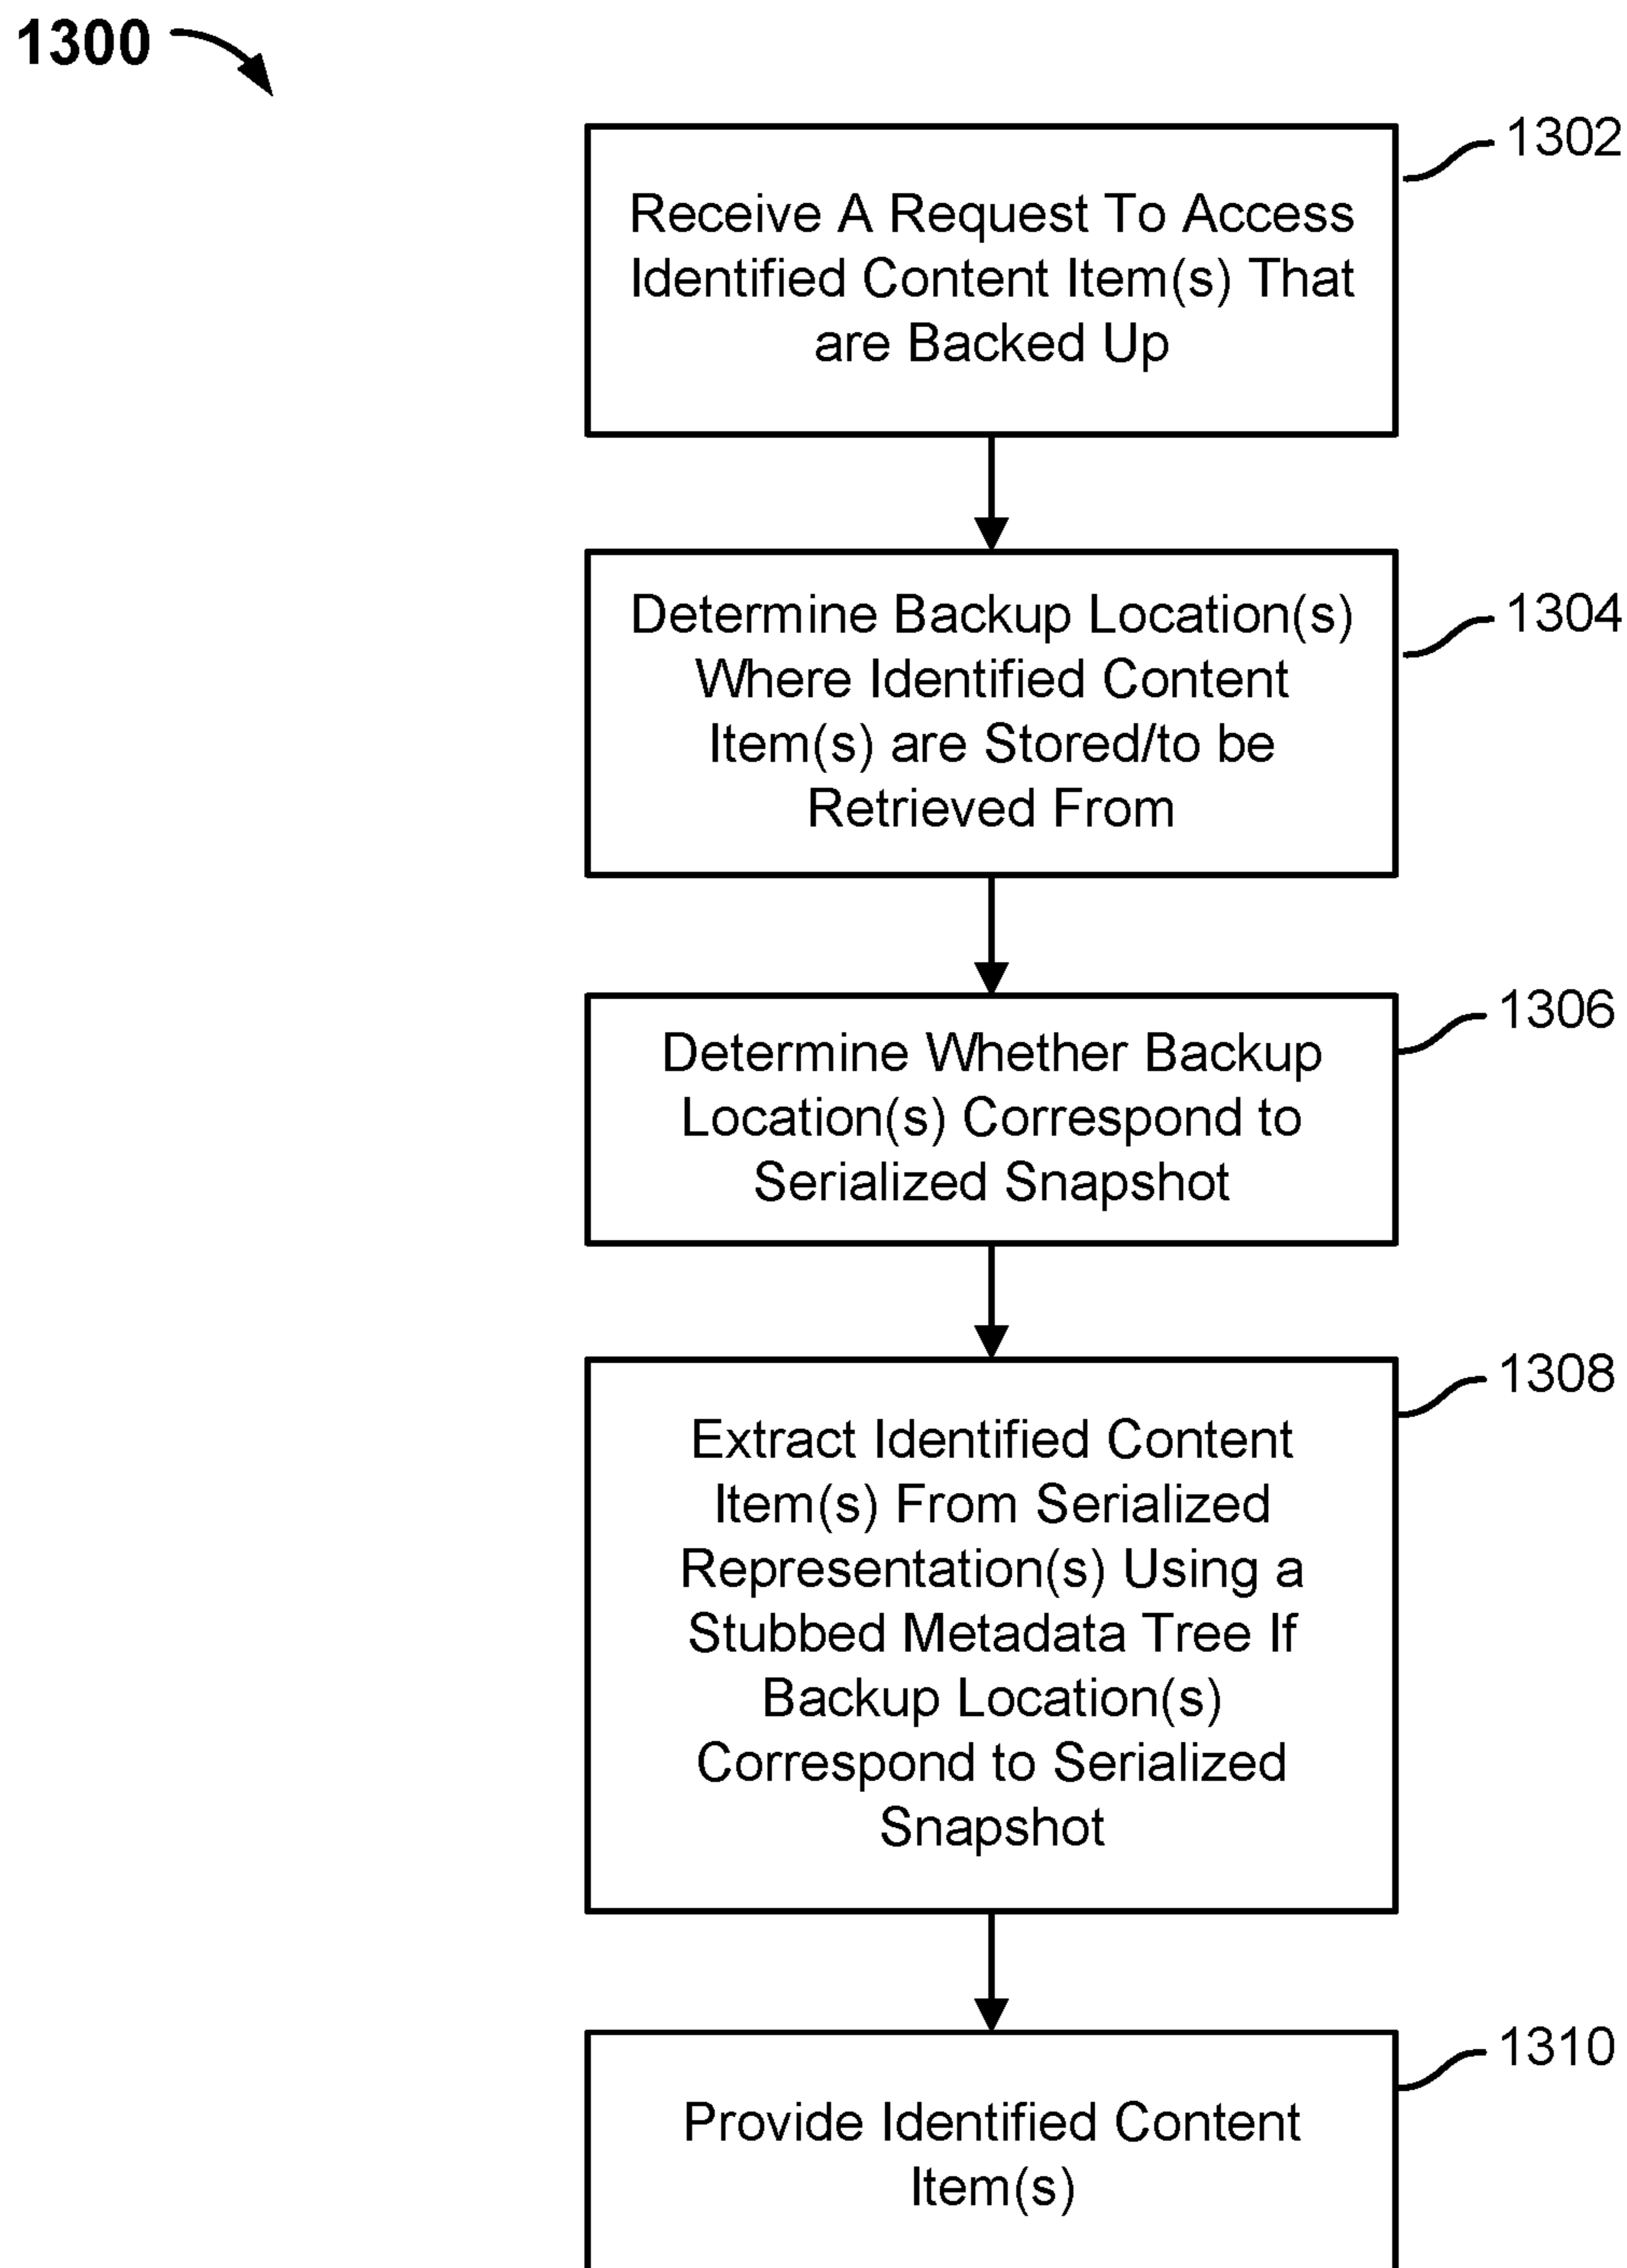 1300
1302
Receive A Request To Access
Identified Content Item(s) That
are Backed Up
1304
Determine Backup Location(s)
Where Identified Content
Item(s) are Stored/to be
Retrieved From
1306
Determine Whether Backup
Location(s) Correspond to
Serialized Snapshot
1308
Extract Identified Content
Item(s) From Serialized
Representation(s) Using a
Stubbed Metadata Tree If
Backup Location(s)
Correspond to Serialized
Snapshot
1310
Provide Identified Content
Item(s)